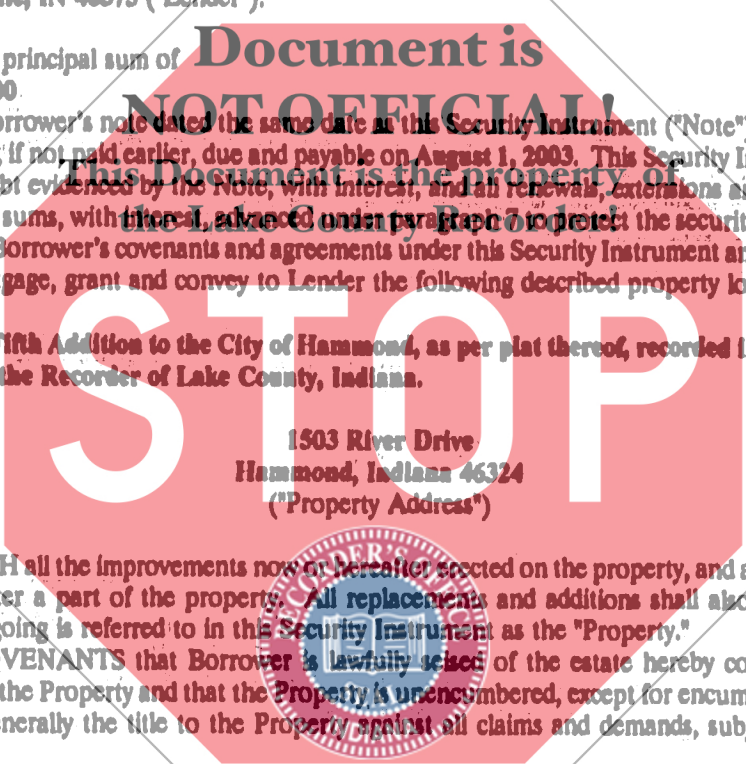 principal sum of
Document is
NOT OFFICIAL!
orrower's note dated the same date as this Security Instrument ("Note"
if not paid earlier, due and payable on August 1, 2003. This Security I
This Document is the property of
bt evidenced by the Note, with interest, and all renewals, extensions a
the Lake County Recorder!
sums, with interest, advanced under paragraph 7 to protect the securit
Borrower's covenants and agreements under this Security Instrument an
gage, grant and convey to Lender the following described property lo
STOP
Fifth Addition to the City of Hammond, as per plat thereof, recorded i
the Recorder of Lake County, Indiana.
1503 River Drive
Hammond, Indiana 46324
("Property Address")
H all the improvements now or hereafter erected on the property, and a
er a part of the property. All replacements and additions shall also
going is referred to in this Security Instrument as the "Property."
VENANTS that Borrower is lawfully seised of the estate hereby co
the Property and that the Property is unencumbered, except for encum
enerally the title to the Property against all claims and demands, subj
RECORDER'S
INDIANA